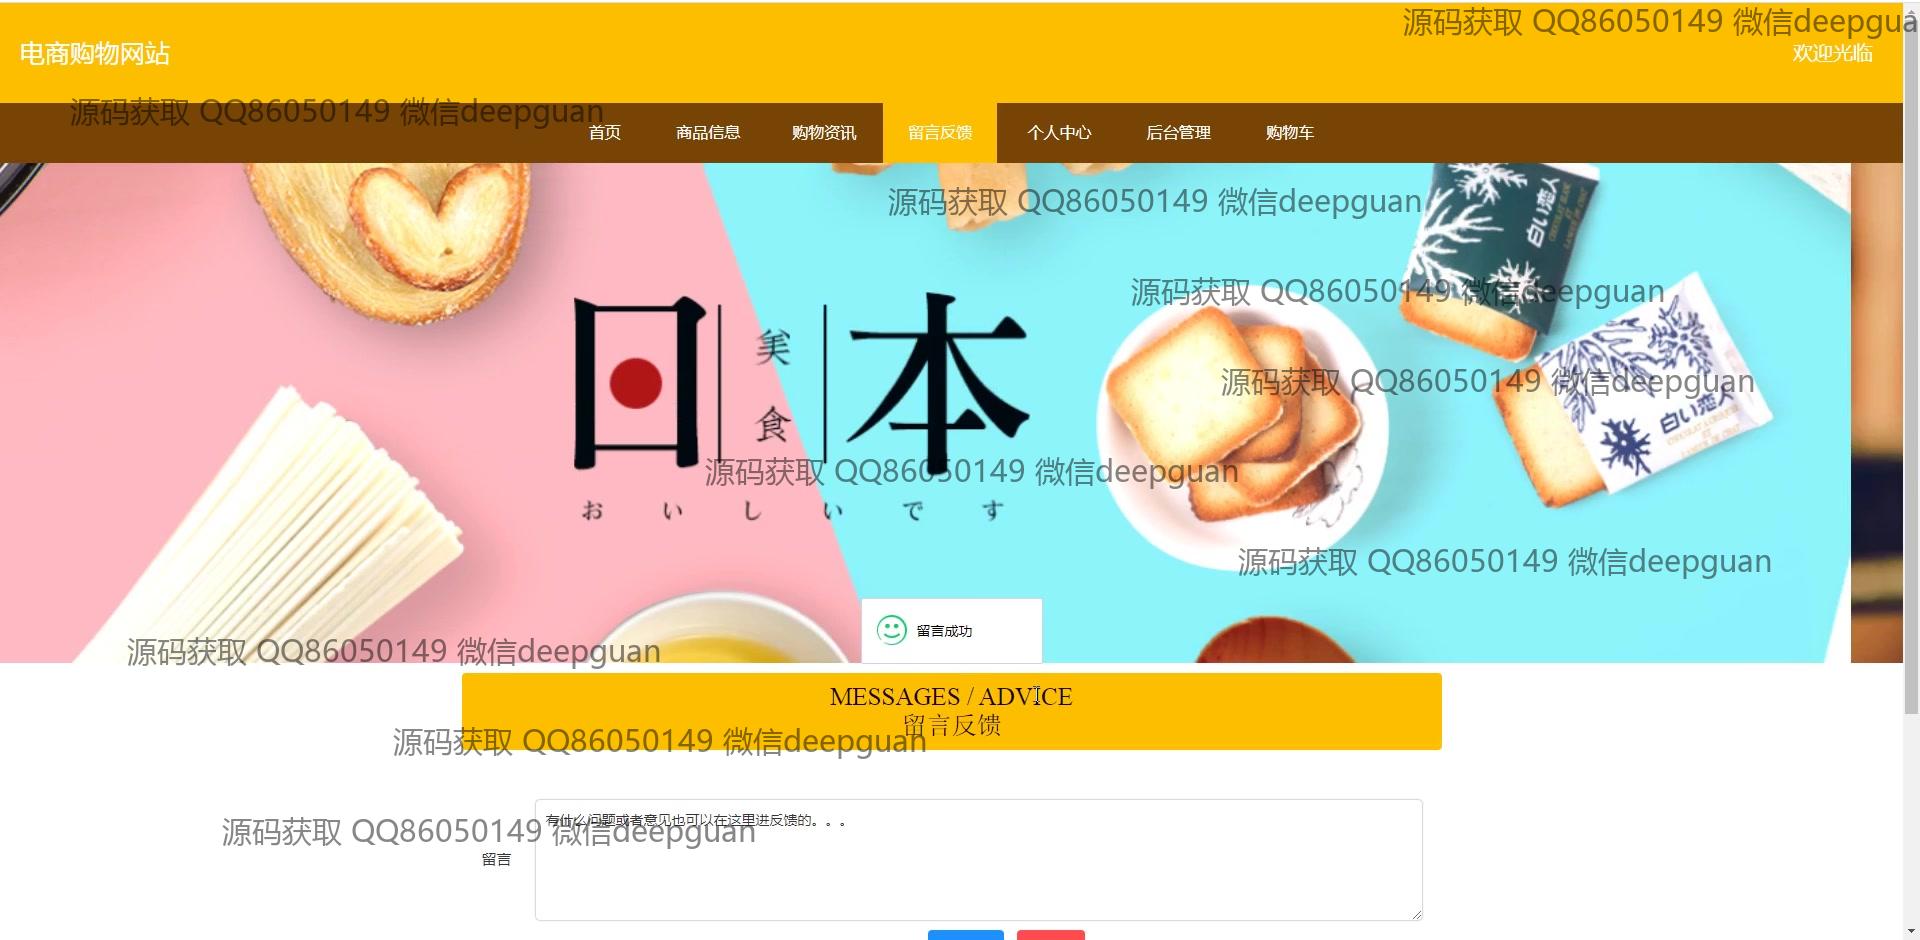 源码获取 QQ86050149 微信deepgua
电商购物网站
欢迎光临
源码获取 QQ86050149 微信deepguan
首页 商品信息 购物资讯 留言反馈 个人中心 后台管理 购物车
源码获取 QQ86050149 微信deepguan
白い恋人
源码获取 QQ86050149 微信deepguan
日 美食 本
源码获取 QQ86050149 微信deepguan
白い恋人
源码获取 QQ86050149 微信deepguan
おいしいです
源码获取 QQ86050149 微信deepguan
留言成功
源码获取 QQ86050149 微信deepguan
MESSAGES / ADVICE
留言反馈
源码获取 QQ86050149 微信deepguan
有什么问题或者意见也可以在这里进反馈的。。。
源码获取 QQ86050149 微信deepguan
留言